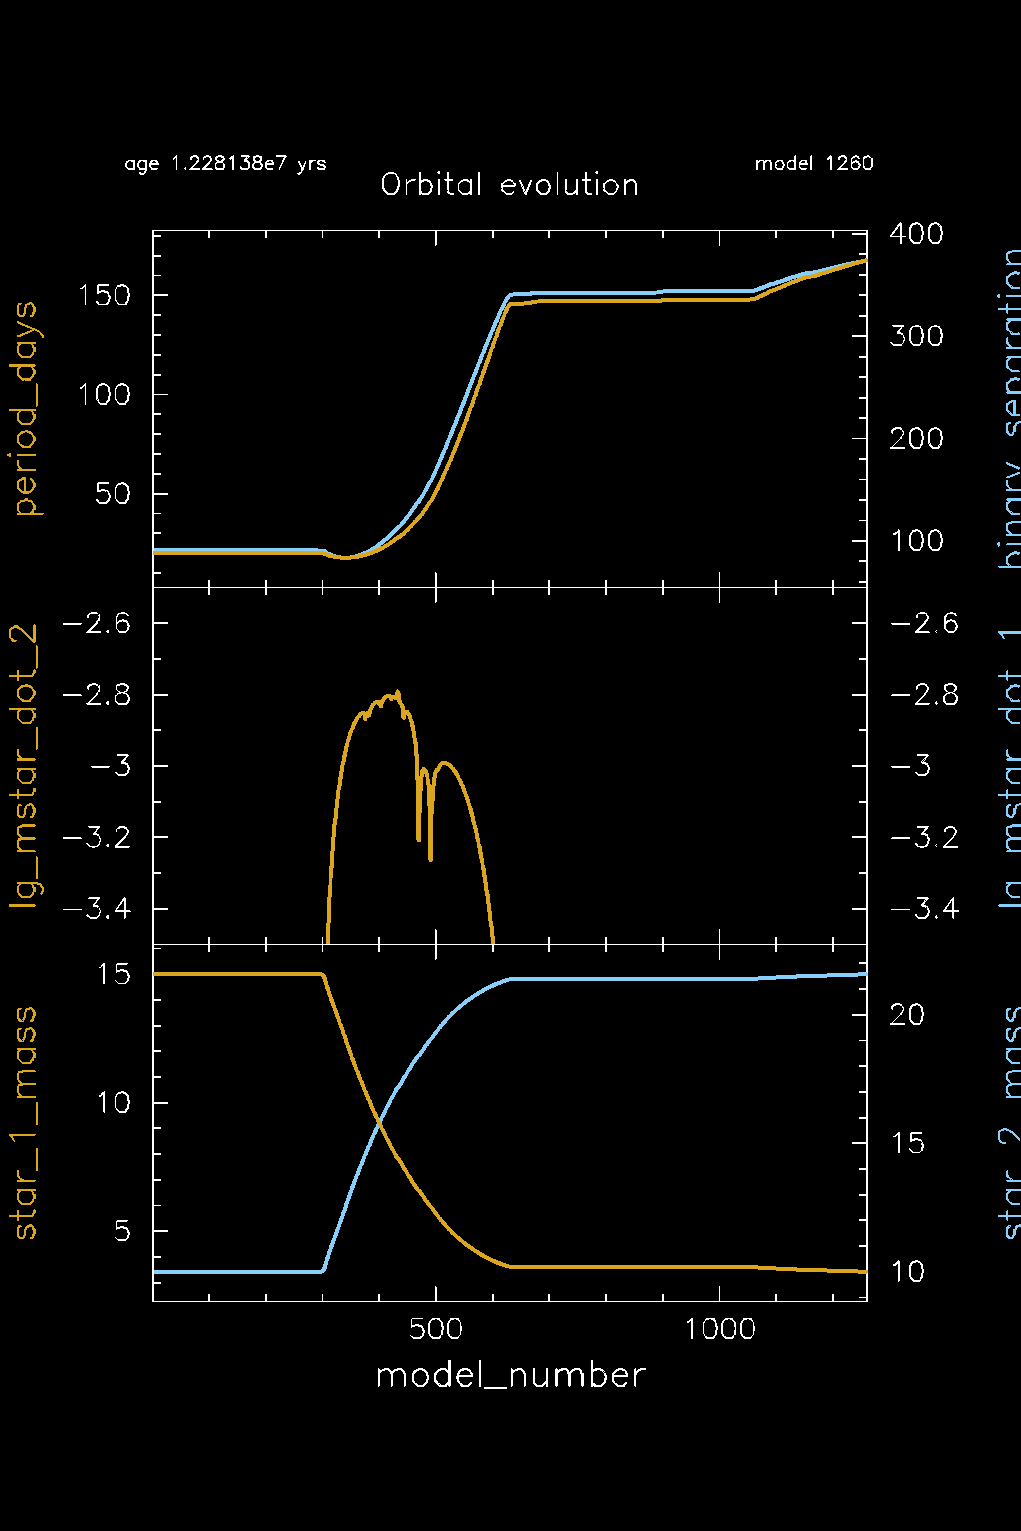 age 1.228138e7 yrs
model 1260
Orbital evolution
period_days
150
100
50
400
300
200
100
binary_separation
lg_mstar_dot_2
−2.6
−2.8
−3
−3.2
−3.4
−2.6
−2.8
−3
−3.2
−3.4
lg_mstar_dot_1
star_1_mass
15
10
5
20
15
10
star_2_mass
500
1000
model_number